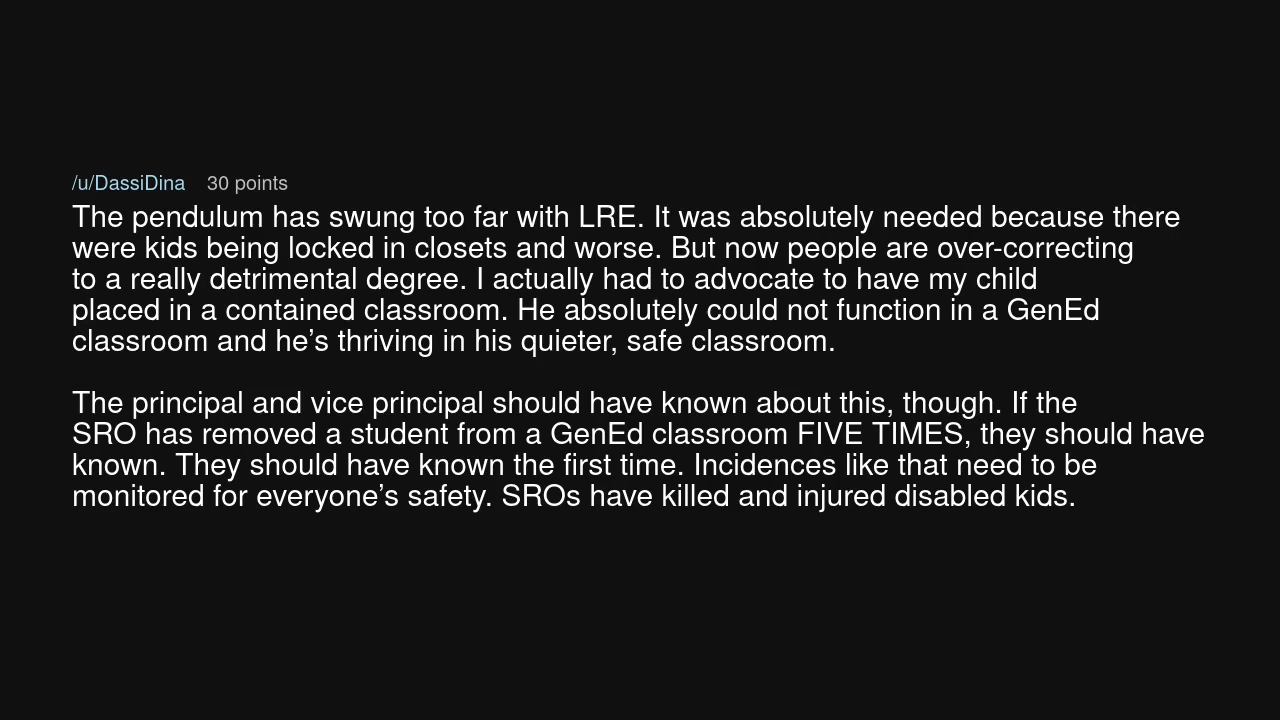 /u/DassiDina 30 points
The pendulum has swung too far with LRE. It was absolutely needed because there
were kids being locked in closets and worse. But now people are over-correcting
to a really detrimental degree. I actually had to advocate to have my child
placed in a contained classroom. He absolutely could not function in a GenEd
classroom and he’s thriving in his quieter, safe classroom.
The principal and vice principal should have known about this, though. If the
SRO has removed a student from a GenEd classroom FIVE TIMES, they should have
known. They should have known the first time. Incidences like that need to be
monitored for everyone’s safety. SROs have killed and injured disabled kids.